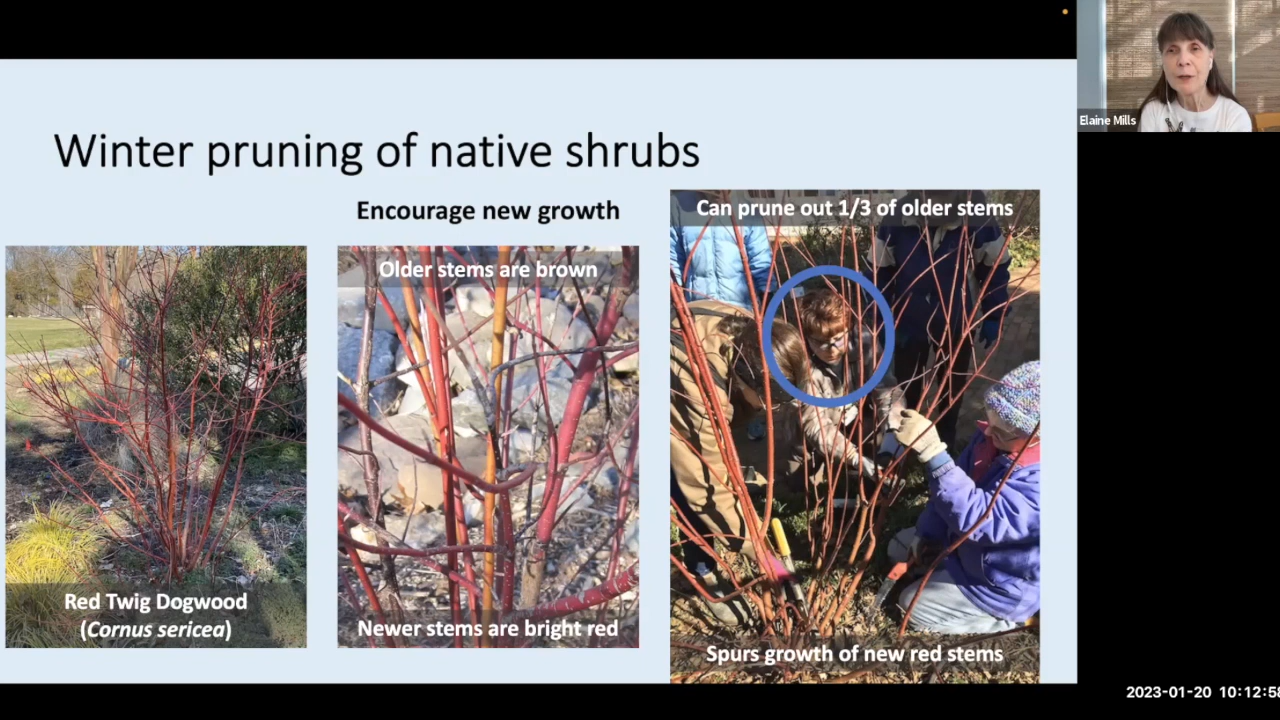 Elaine Mills
Winter pruning of native shrubs
Encourage new growth
Red Twig Dogwood
(Cornus sericea)
Older stems are brown
Newer stems are bright red
Can prune out 1/3 of older stems
Spurs growth of new red stems
2023-01-20 10:12:58